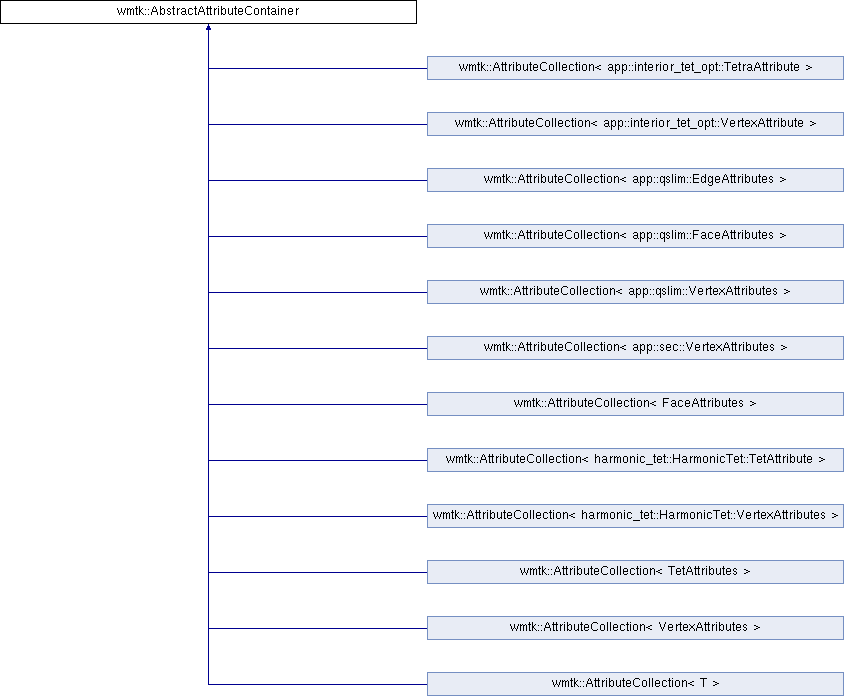 wmtk::AbstractAttributeContainer
wmtk::AttributeCollection< app::interior_tet_opt::TetraAttribute >
wmtk::AttributeCollection< app::interior_tet_opt::VertexAttribute >
wmtk::AttributeCollection< app::qslim::EdgeAttributes >
wmtk::AttributeCollection< app::qslim::FaceAttributes >
wmtk::AttributeCollection< app::qslim::VertexAttributes >
wmtk::AttributeCollection< app::sec::VertexAttributes >
wmtk::AttributeCollection< FaceAttributes >
wmtk::AttributeCollection< harmonic_tet::HarmonicTet::TetAttribute >
wmtk::AttributeCollection< harmonic_tet::HarmonicTet::VertexAttributes >
wmtk::AttributeCollection< TetAttributes >
wmtk::AttributeCollection< VertexAttributes >
wmtk::AttributeCollection< T >